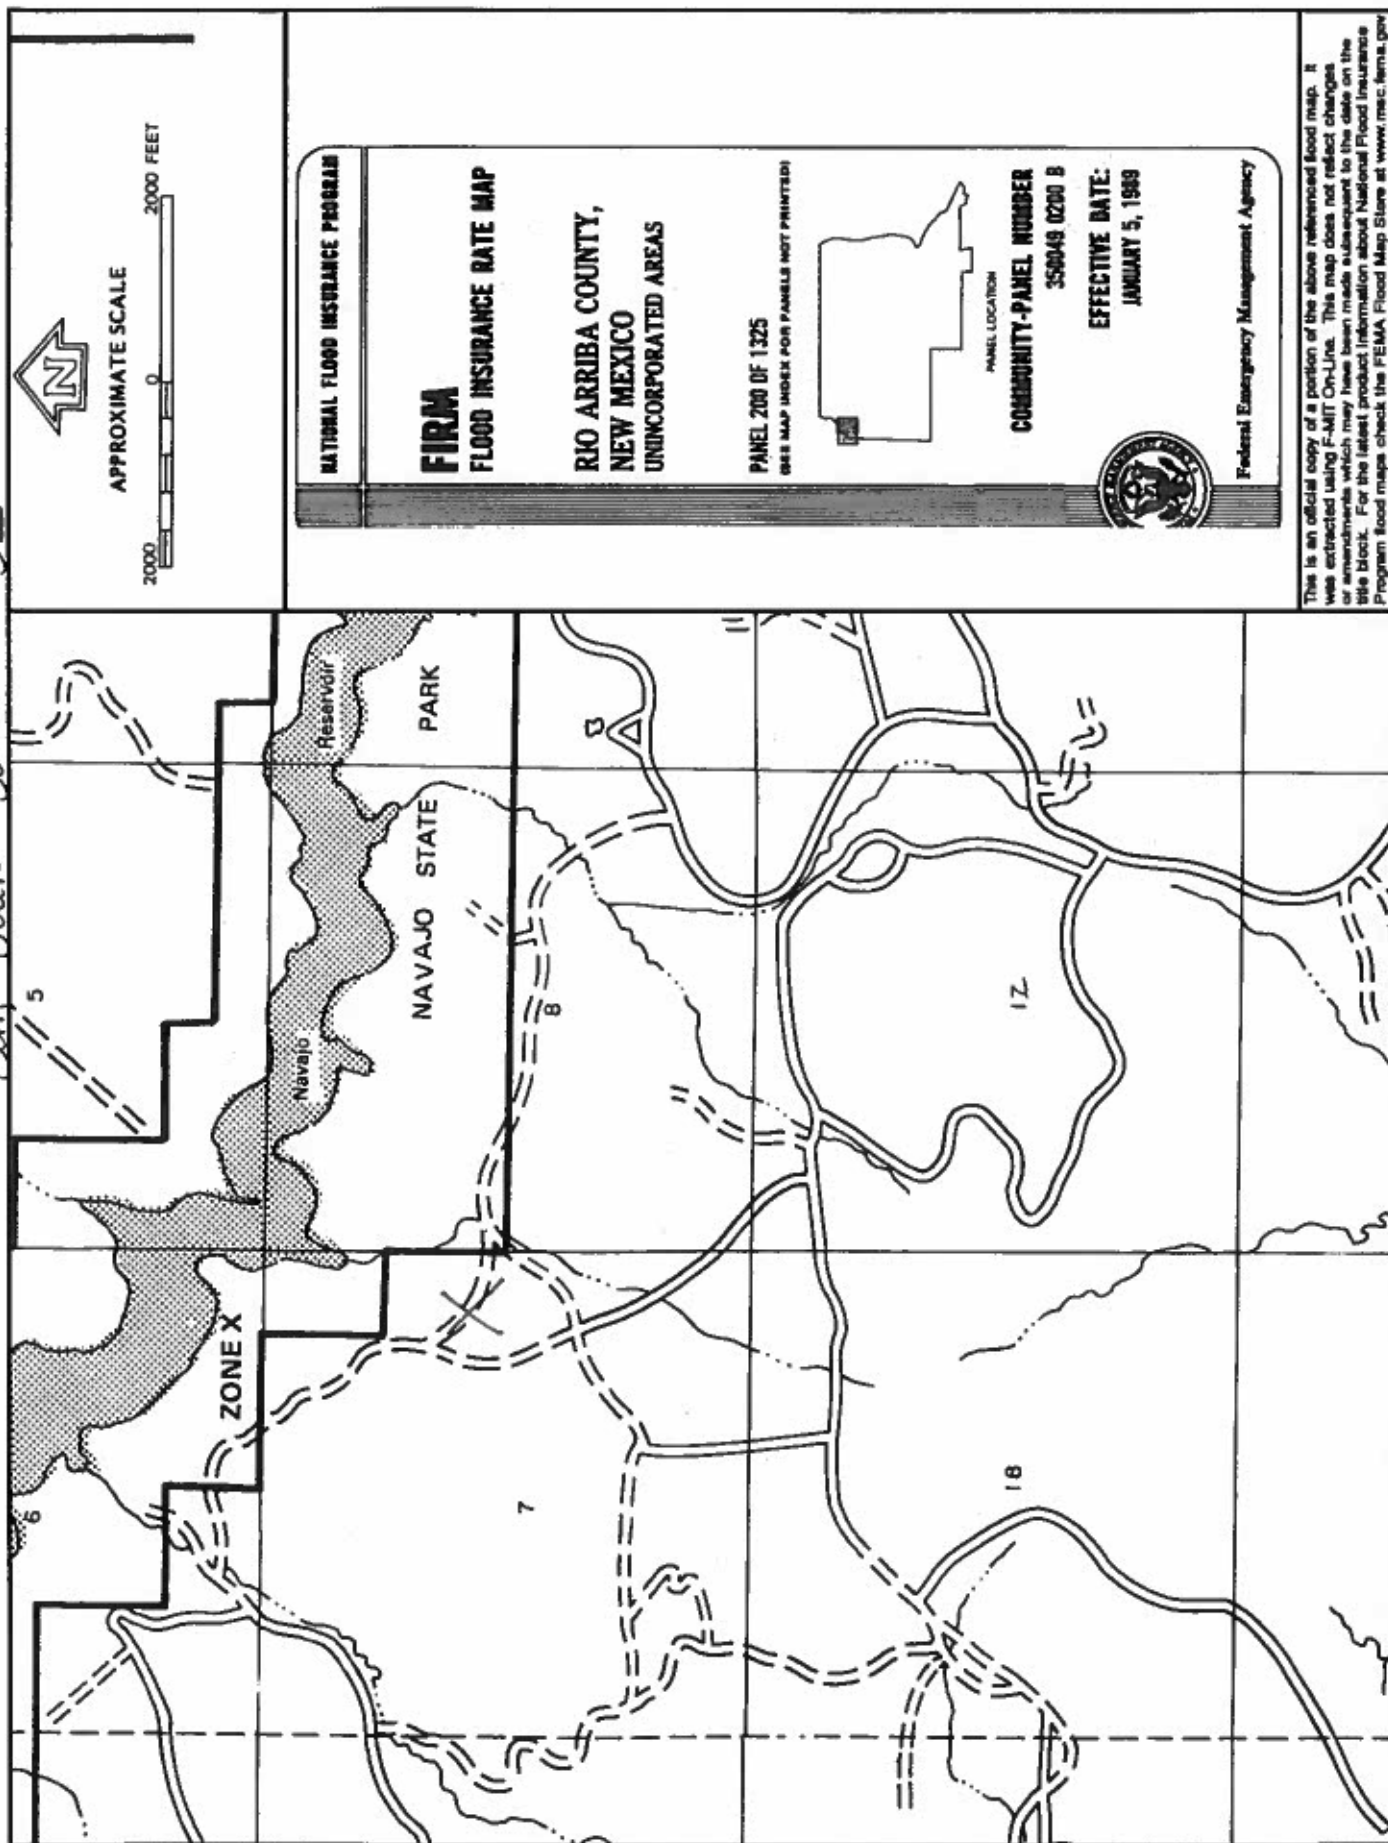 N
APPROXIMATE SCALE
2000 0 2000 FEET
NATIONAL FLOOD INSURANCE PROGRAM
FIRM
FLOOD INSURANCE RATE MAP
RIO ARRIBA COUNTY,
NEW MEXICO
UNINCORPORATED AREAS
PANEL 200 OF 1325
(SEE MAP INDEX FOR PANELS NOT PRINTED)
PANEL LOCATION
COMMUNITY-PANEL NUMBER
350049 0200 B
EFFECTIVE DATE:
JANUARY 5, 1989
Federal Emergency Management Agency
This is an official copy of a portion of the above referenced flood map. It
was extracted using F-MIT On-Line. This map does not reflect changes
or amendments which may have been made subsequent to the date on the
title block. For the latest product information about National Flood Insurance
Program flood maps check the FEMA Flood Map Store at www.msc.fema.gov
5
Reservoir
Navajo
NAVAJO STATE PARK
8
6
ZONE X
7
17
18